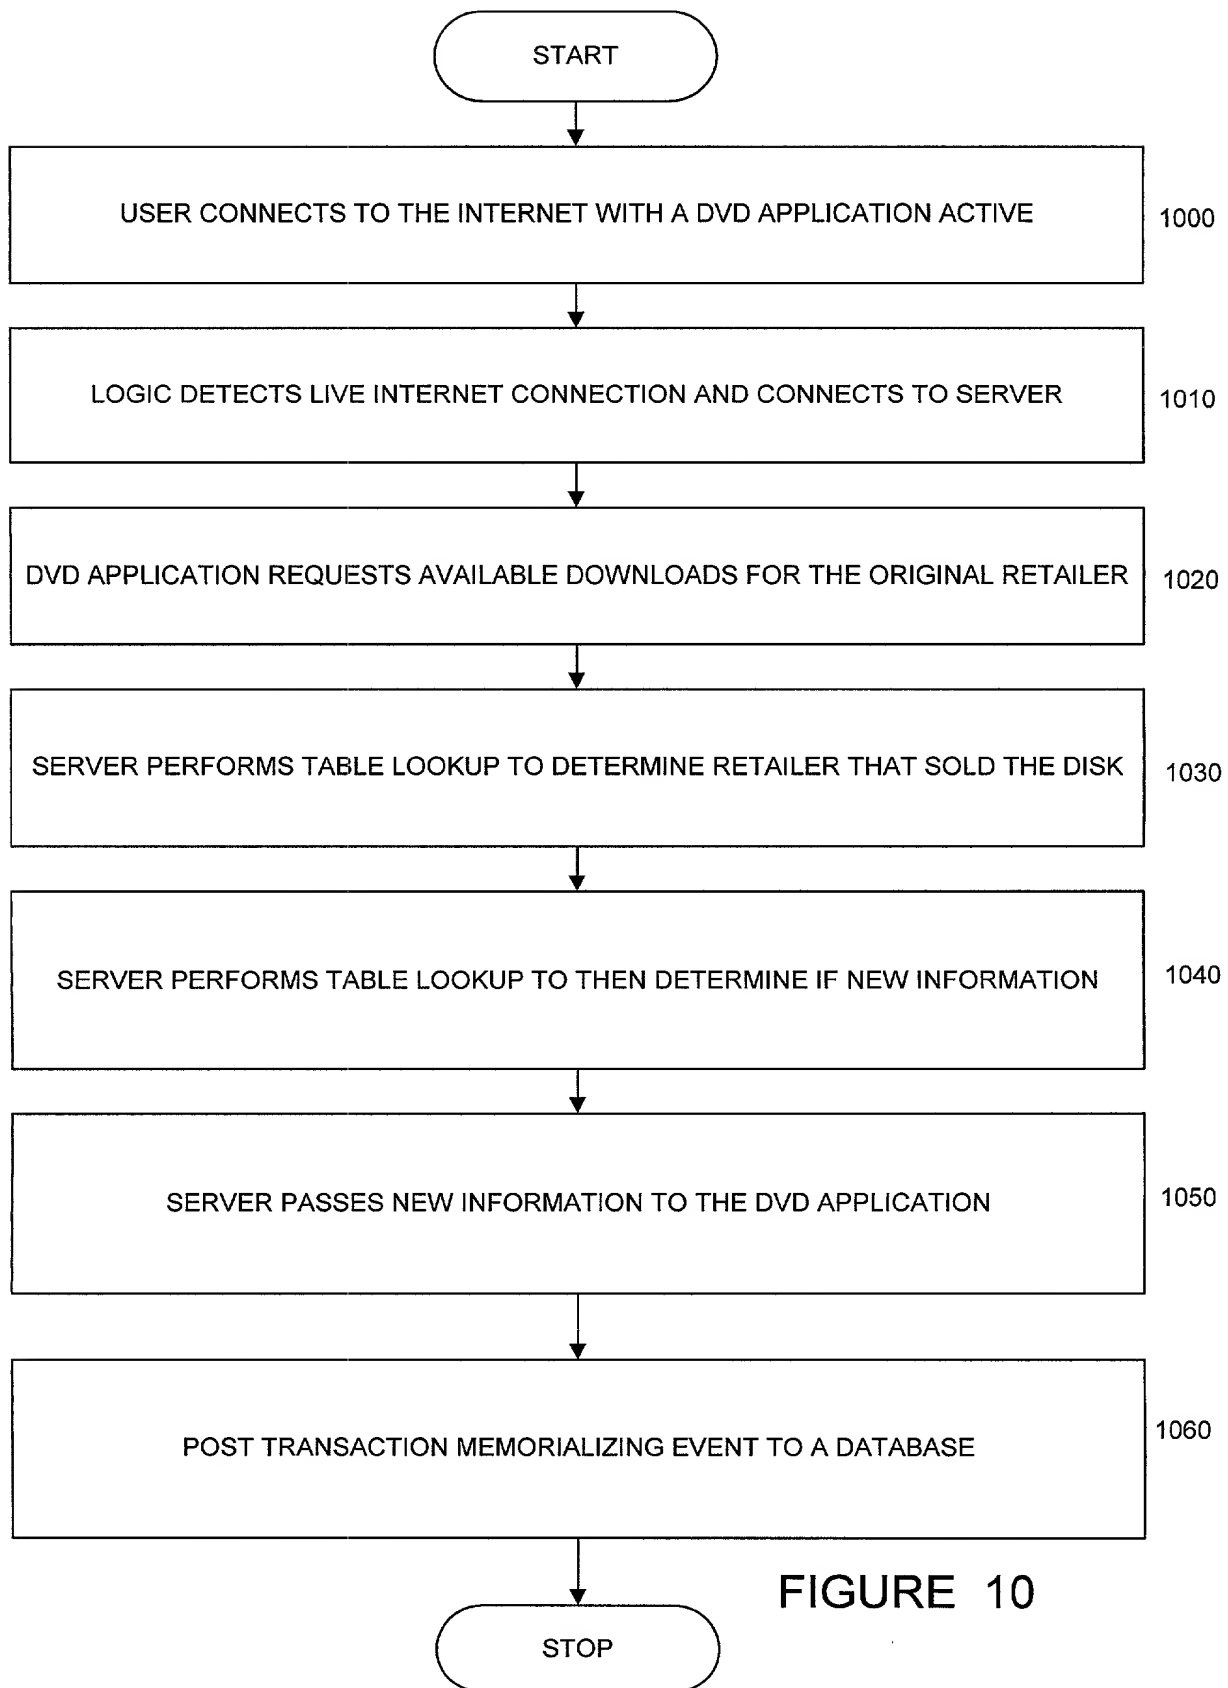 START
USER CONNECTS TO THE INTERNET WITH A DVD APPLICATION ACTIVE
1000
LOGIC DETECTS LIVE INTERNET CONNECTION AND CONNECTS TO SERVER
1010
DVD APPLICATION REQUESTS AVAILABLE DOWNLOADS FOR THE ORIGINAL RETAILER
1020
SERVER PERFORMS TABLE LOOKUP TO DETERMINE RETAILER THAT SOLD THE DISK
1030
SERVER PERFORMS TABLE LOOKUP TO THEN DETERMINE IF NEW INFORMATION
1040
SERVER PASSES NEW INFORMATION TO THE DVD APPLICATION
1050
POST TRANSACTION MEMORIALIZING EVENT TO A DATABASE
1060
FIGURE 10
STOP